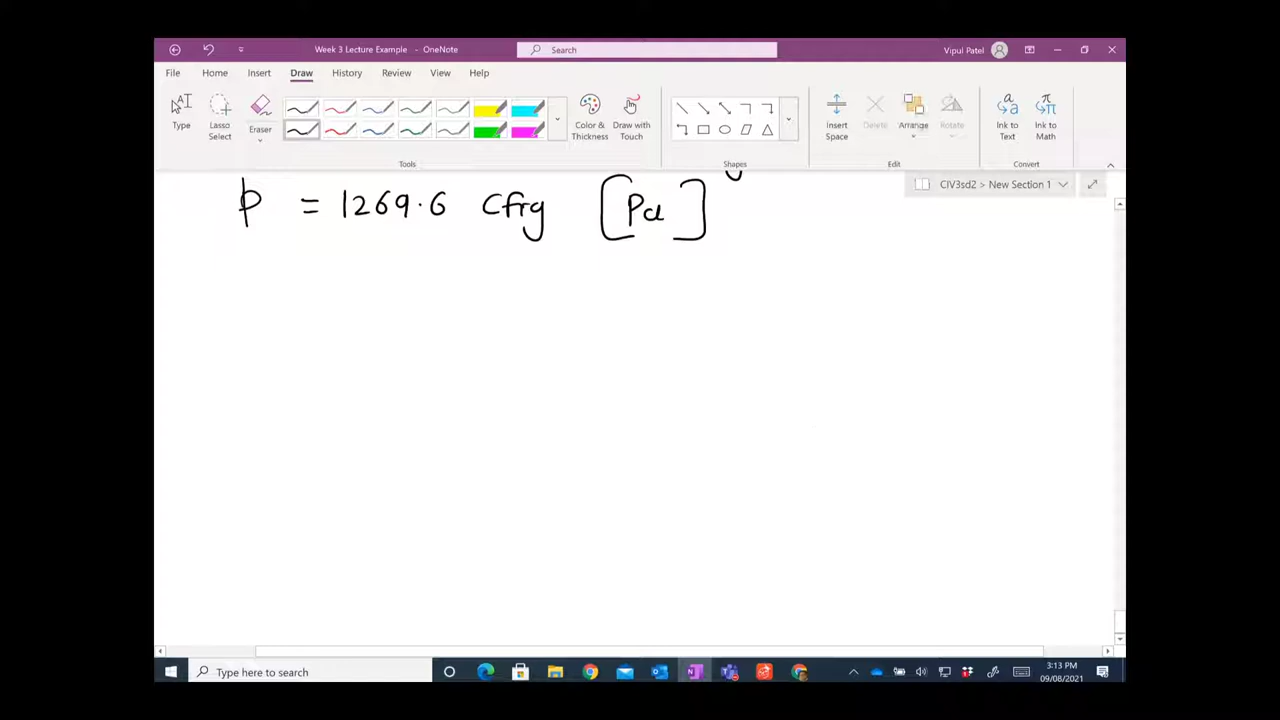 Week 3 Lecture Example - OneNote
Search
Vipul Patel
File Home Insert Draw History Review View Help
Type
Lasso Select
Eraser
Color & Thickness
Draw with Touch
Insert Space
Delete
Arrange
Rotate
Ink to Text
Ink to Math
Tools
Shapes
Edit
Convert
CIV3sd2 > New Section 1
p = 1269.6 Cfrg [Pa]
Type here to search
3:13 PM
09/08/2021